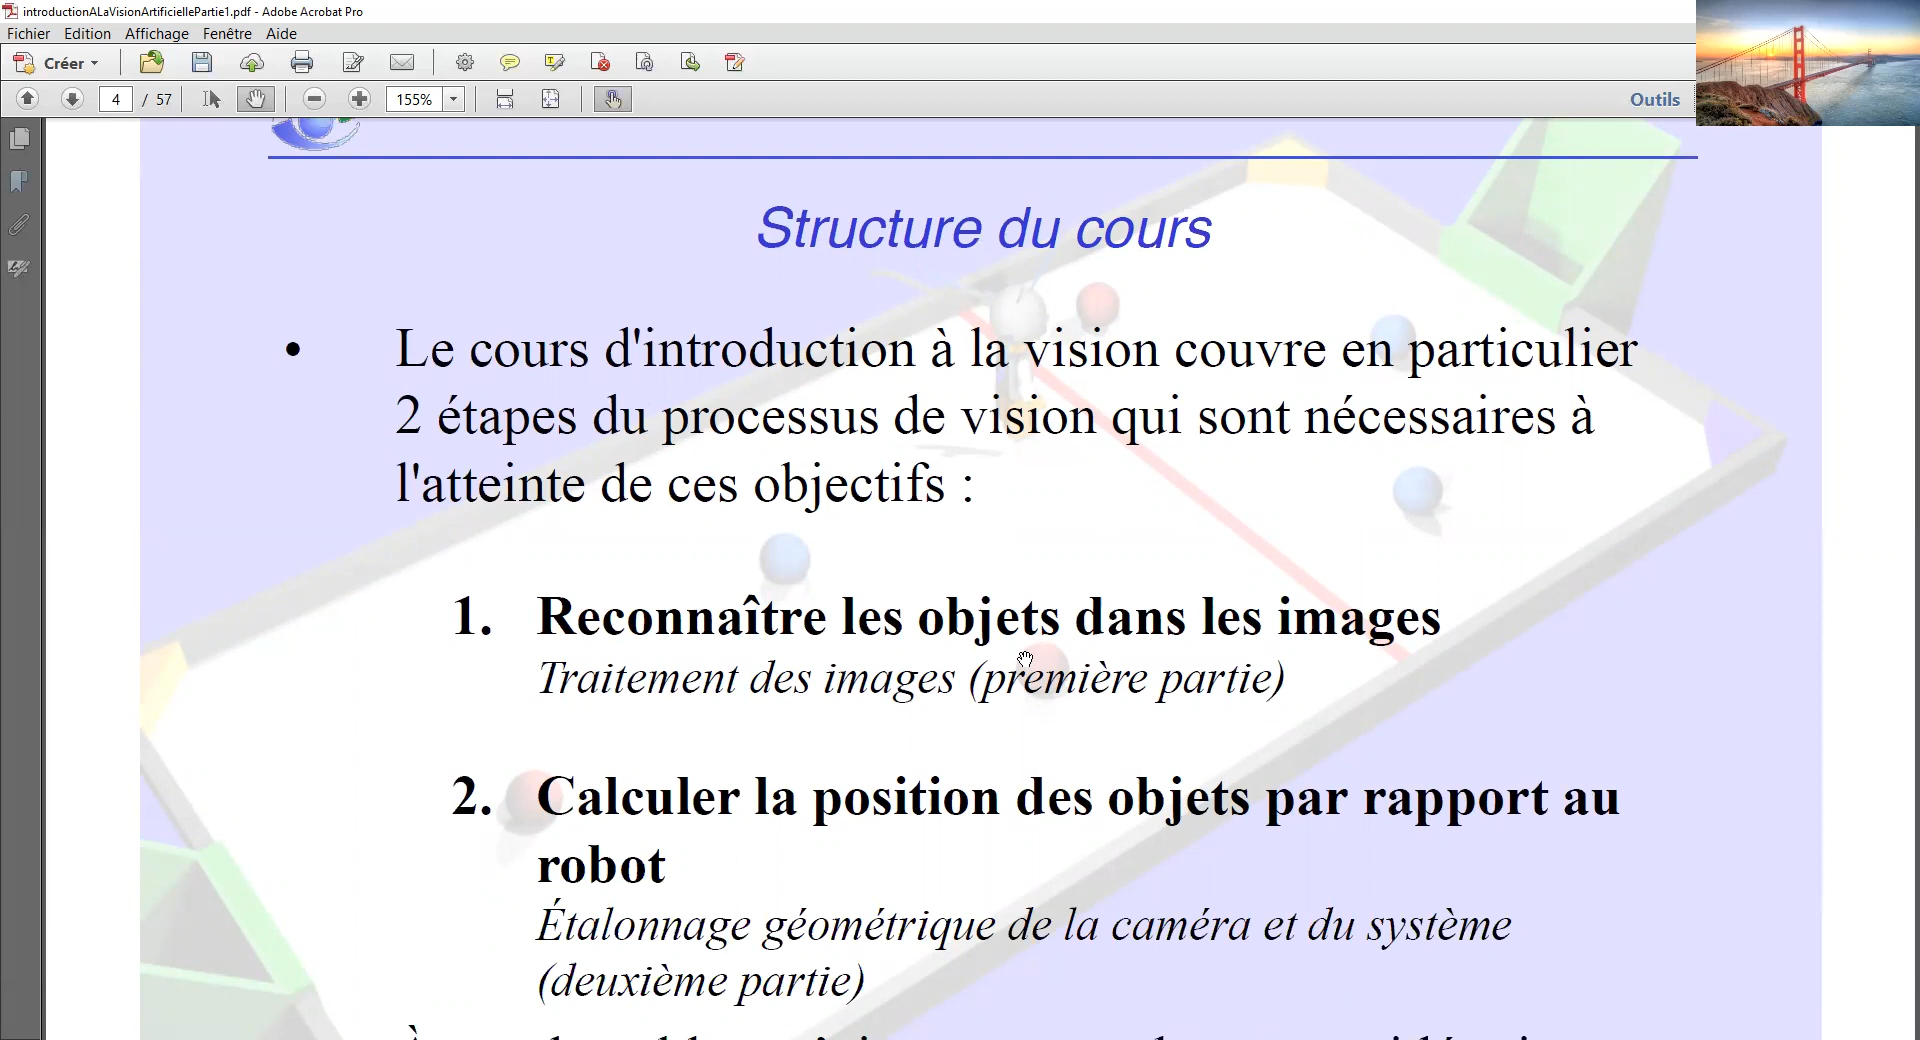 introductionALaVisionArtificiellePartie1.pdf - Adobe Acrobat Pro
Fichier Edition Affichage Fenêtre Aide
Créer
4 / 57 155% Outils
Structure du cours
• Le cours d'introduction à la vision couvre en particulier
2 étapes du processus de vision qui sont nécessaires à
l'atteinte de ces objectifs :
1. Reconnaître les objets dans les images
Traitement des images (première partie)
2. Calculer la position des objets par rapport au
robot
Étalonnage géométrique de la caméra et du système
(deuxième partie)